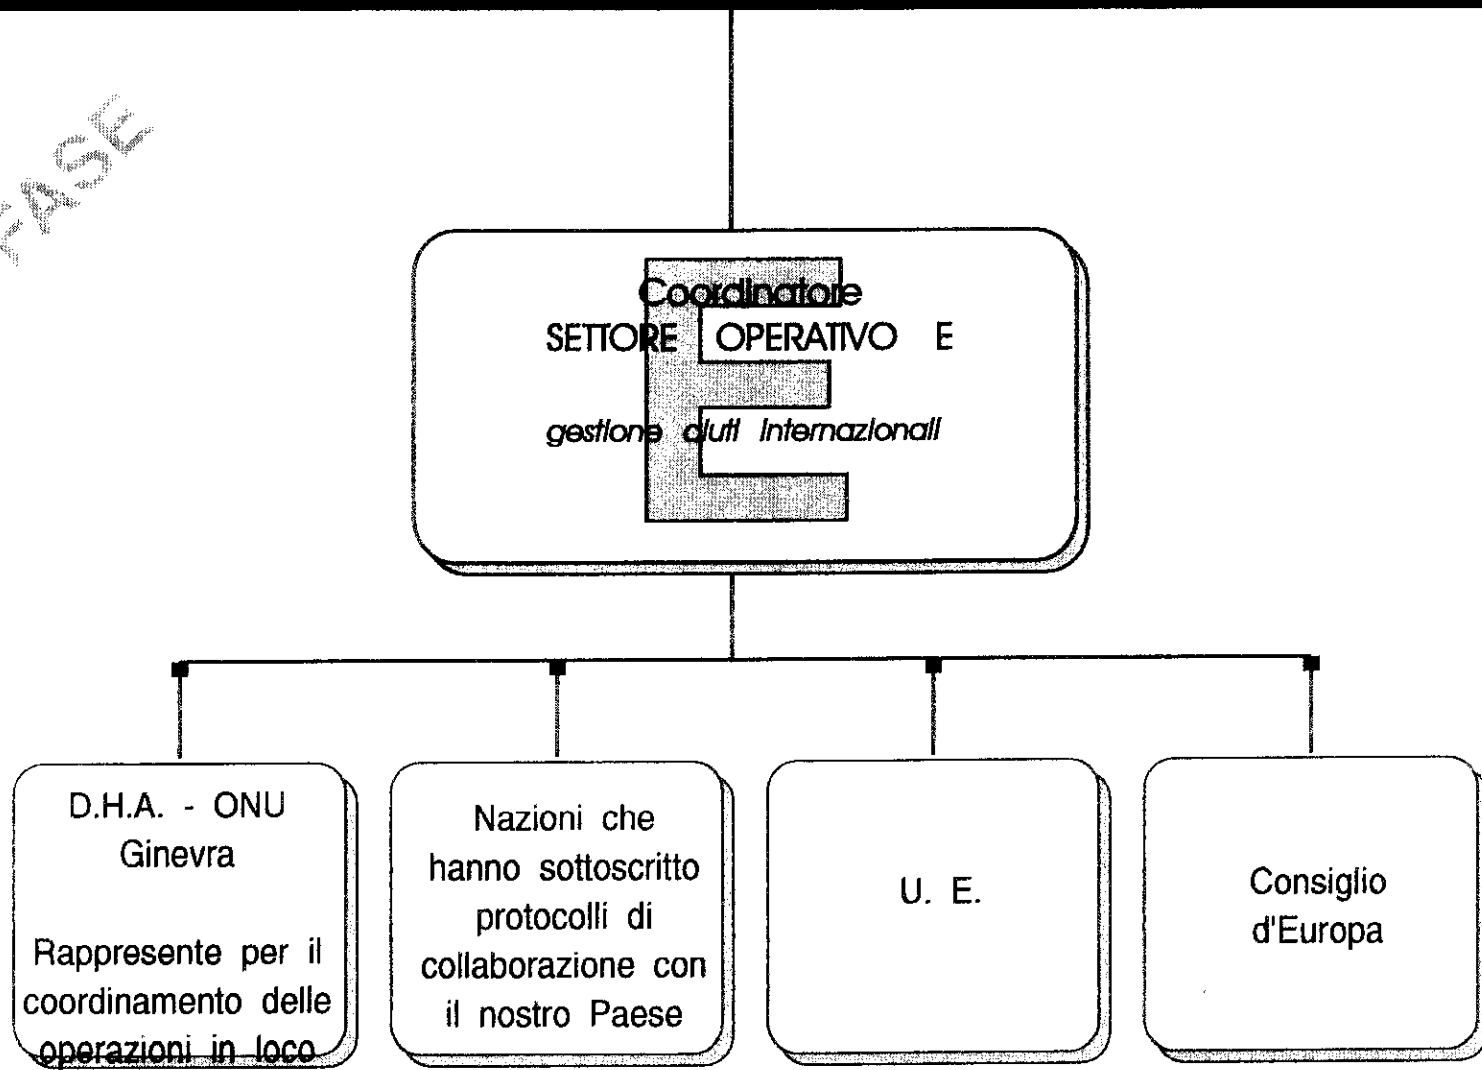 FASE
Coordinatore
SETTORE OPERATIVO E
E
gestione aiuti internazionali
D.H.A. - ONU
Ginevra
Rappresente per il
coordinamento delle
operazioni in loco
Nazioni che
hanno sottoscritto
protocolli di
collaborazione con
il nostro Paese
U. E.
Consiglio
d'Europa